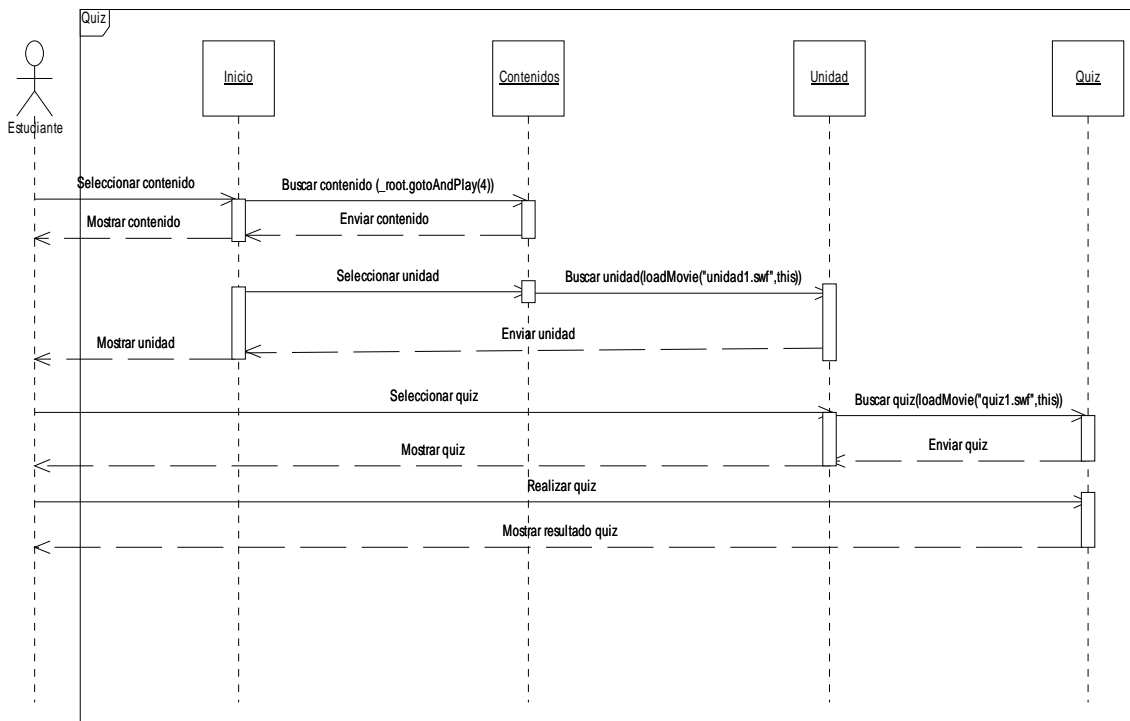 Quiz
Inicio
Contenidos
Unidad
Quiz
Estudiante
Seleccionar contenido
Buscar contenido (_root.gotoAndPlay(4))
Mostrar contenido
Enviar contenido
Seleccionar unidad
Buscar unidad(loadMovie("unidad1.swf",this))
Mostrar unidad
Enviar unidad
Seleccionar quiz
Buscar quiz(loadMovie("quiz1.swf",this))
Mostrar quiz
Enviar quiz
Realizar quiz
Mostrar resultado quiz